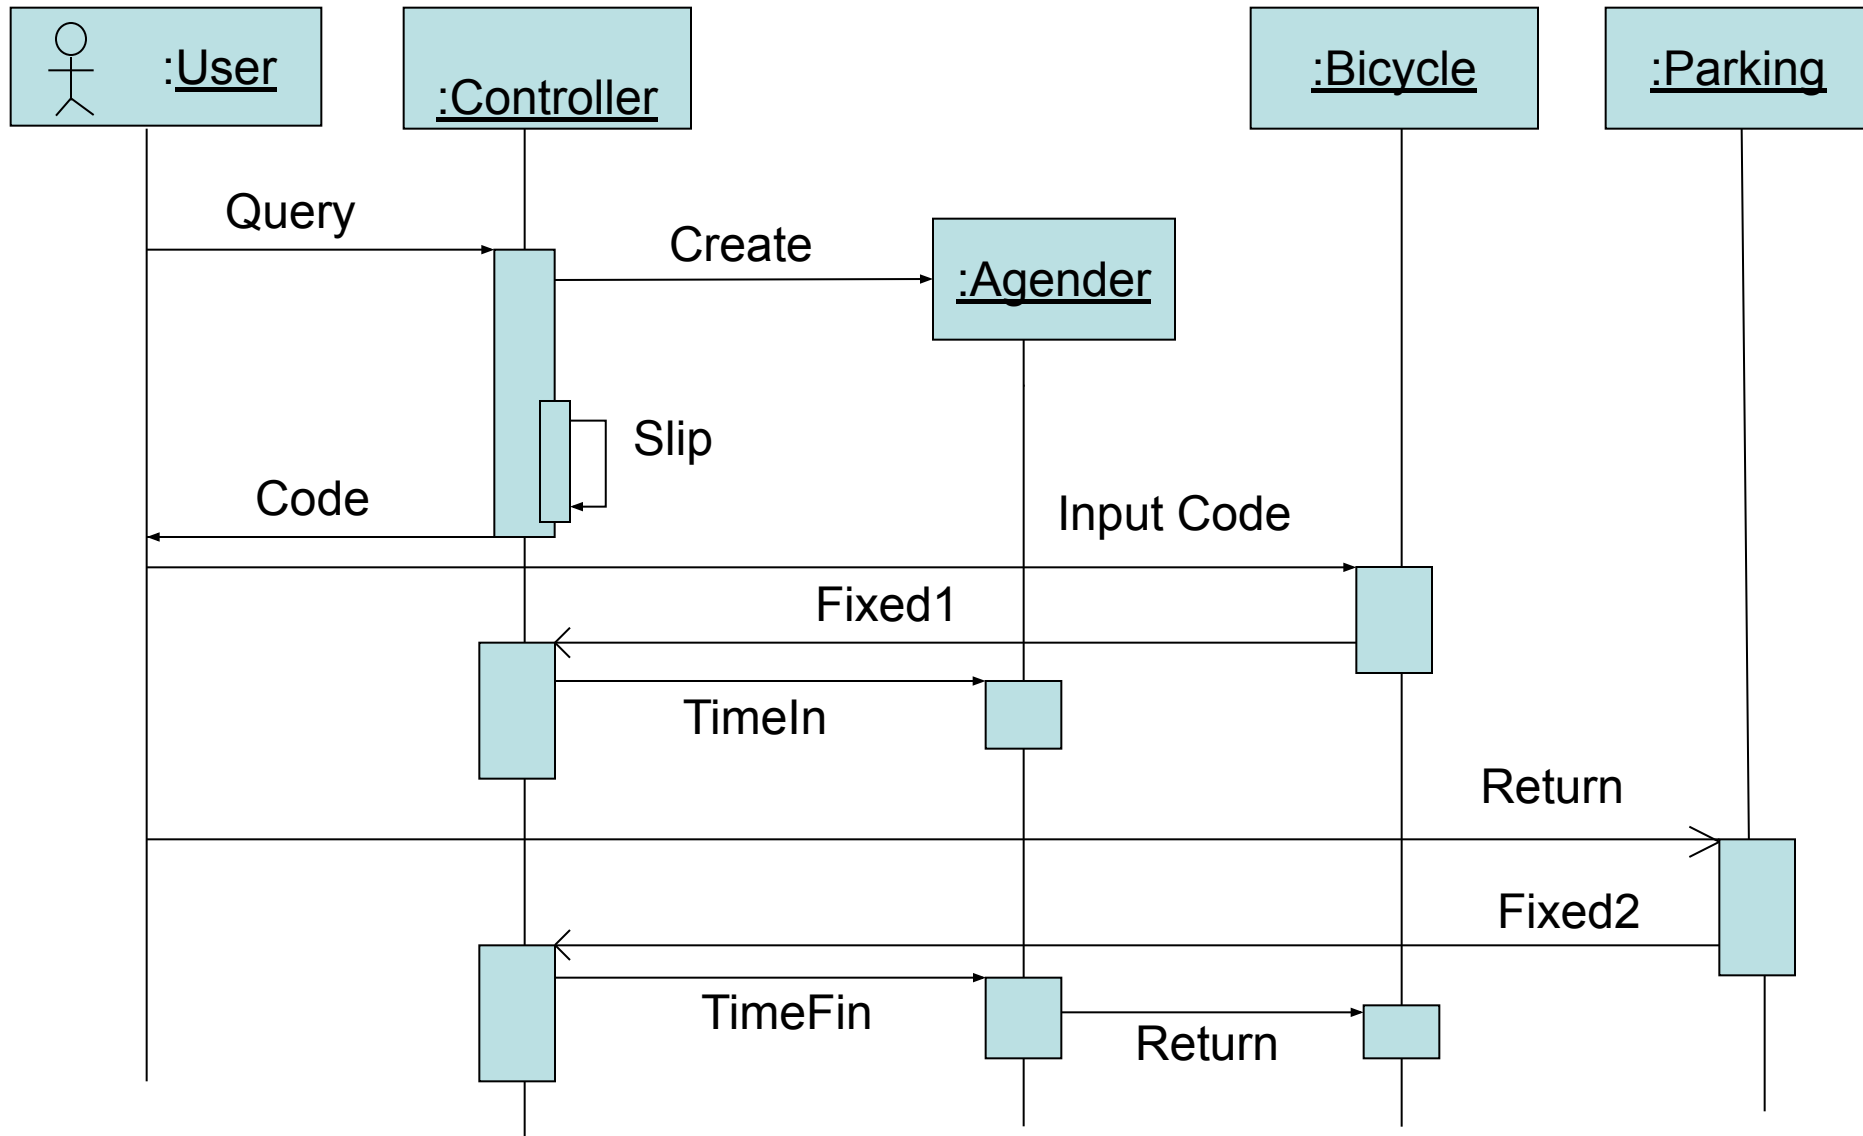 :User
:Controller
:Bicycle
:Parking
Query
Create
:Agender
Slip
Code
Input Code
Fixed1
TimeIn
Return
Fixed2
TimeFin
Return